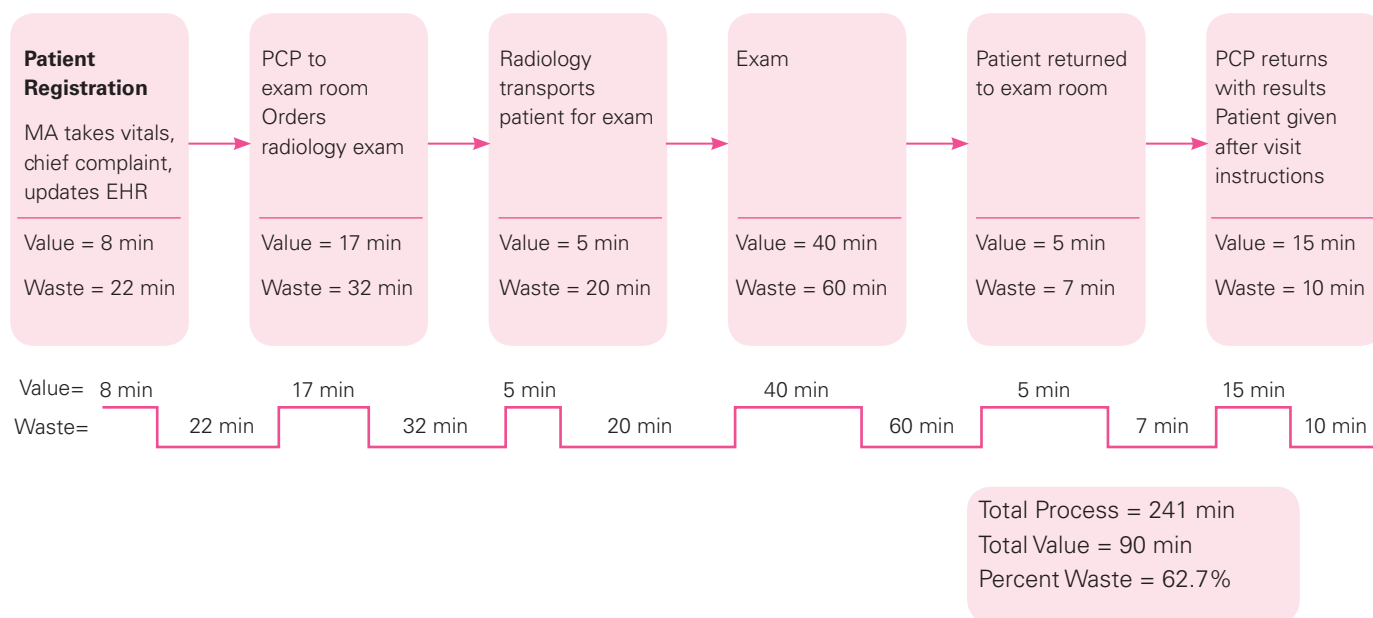 Patient
Registration
MA takes vitals,
chief complaint,
updates EHR
Value = 8 min
Waste = 22 min
PCP to
exam room
Orders
radiology exam
Value = 17 min
Waste = 32 min
Radiology
transports
patient for exam
Value = 5 min
Waste = 20 min
Exam
Value = 40 min
Waste = 60 min
Patient returned
to exam room
Value = 5 min
Waste = 7 min
PCP returns
with results
Patient given
after visit
instructions
Value = 15 min
Waste = 10 min
Value= 8 min 17 min 5 min 40 min 5 min 15 min
Waste= 22 min 32 min 20 min 60 min 7 min 10 min
Total Process = 241 min
Total Value = 90 min
Percent Waste = 62.7%